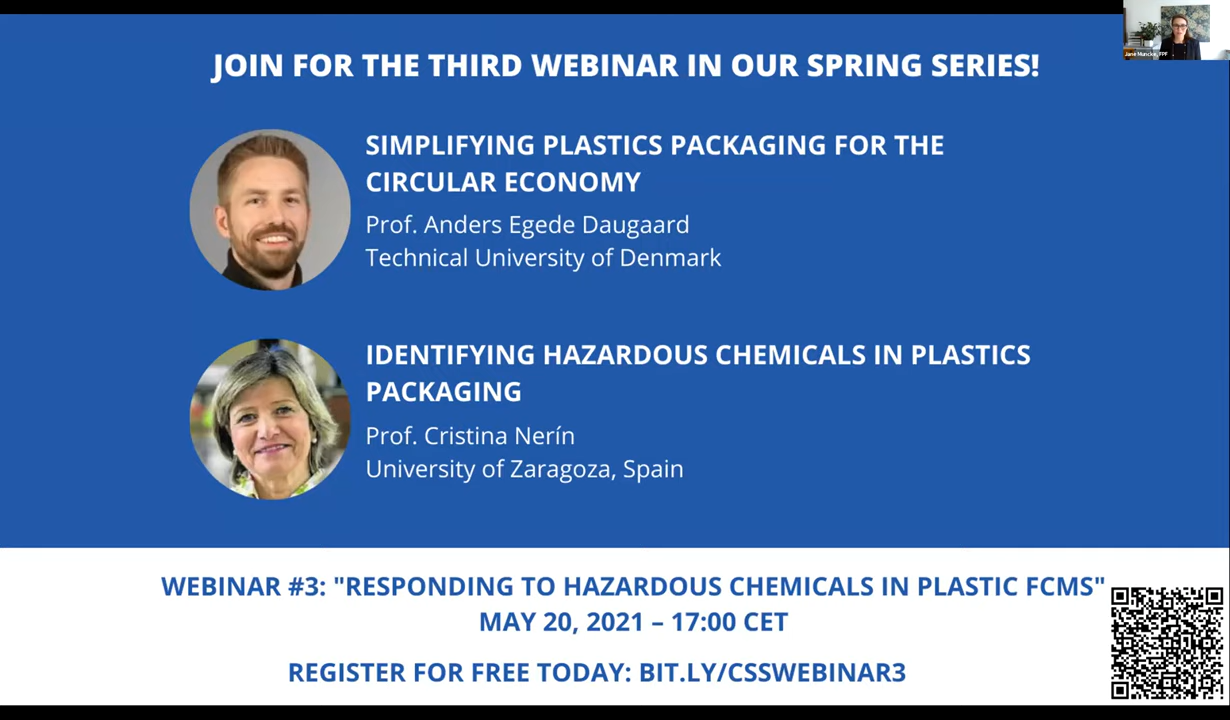 JOIN FOR THE THIRD WEBINAR IN OUR SPRING SERIES!
Jane Muncke, FPF
SIMPLIFYING PLASTICS PACKAGING FOR THE
CIRCULAR ECONOMY
Prof. Anders Egede Daugaard
Technical University of Denmark
IDENTIFYING HAZARDOUS CHEMICALS IN PLASTICS
PACKAGING
Prof. Cristina Nerín
University of Zaragoza, Spain
WEBINAR #3: "RESPONDING TO HAZARDOUS CHEMICALS IN PLASTIC FCMS"
MAY 20, 2021 – 17:00 CET
REGISTER FOR FREE TODAY: BIT.LY/CSSWEBINAR3